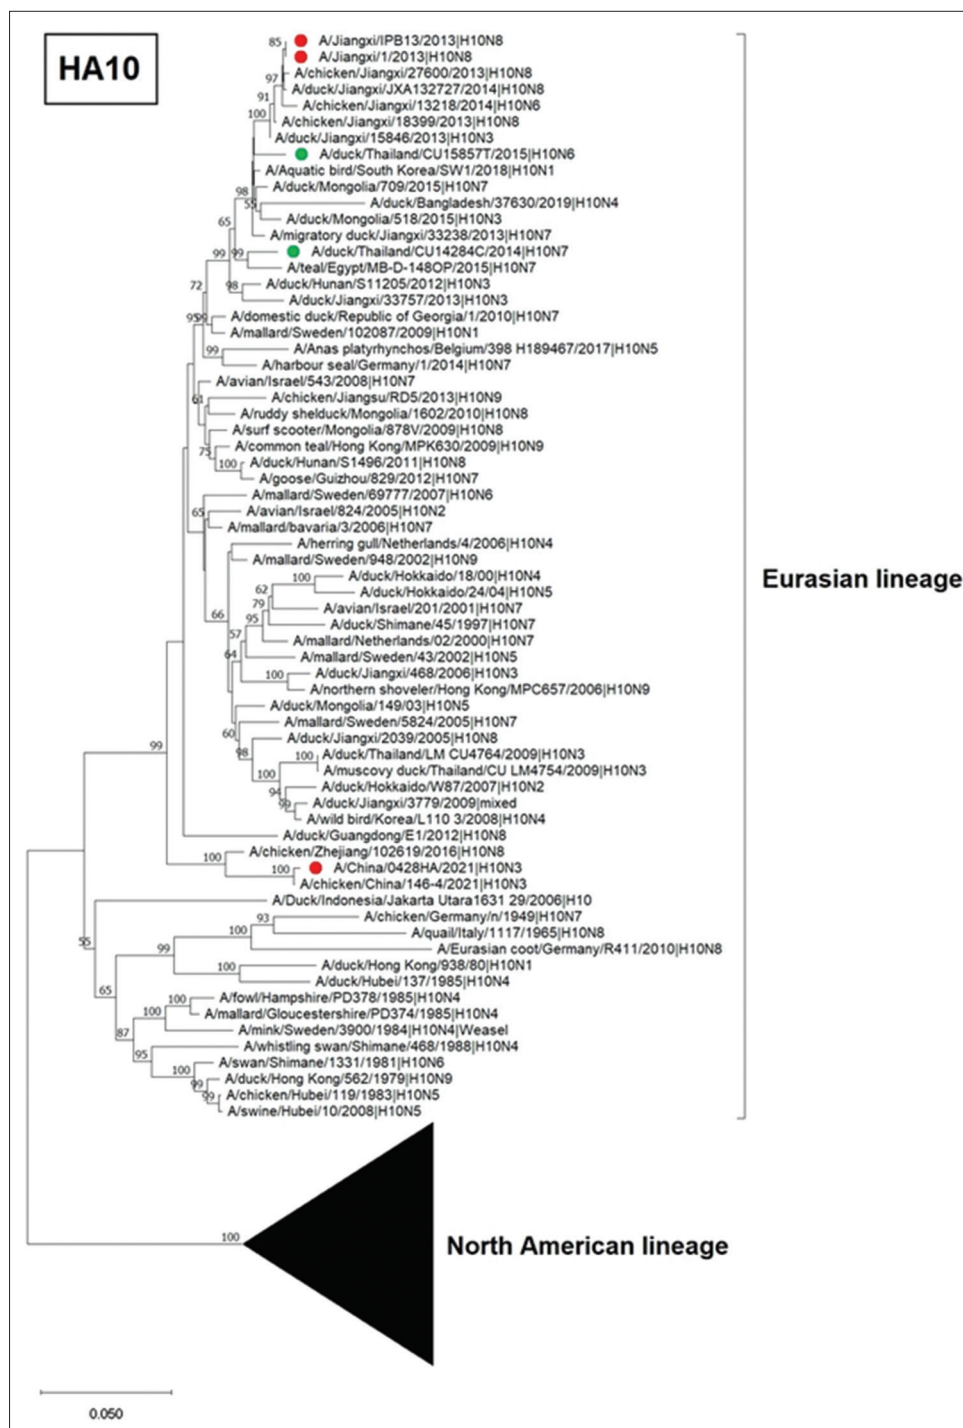 HA10
85
A/Jiangxi/IPB13/2013|H10N8
A/Jiangxi/1/2013|H10N8
A/chicken/Jiangxi/27600/2013|H10N8
97
A/duck/Jiangxi/JXA132727/2014|H10N8
91
A/chicken/Jiangxi/13218/2014|H10N6
100
A/chicken/Jiangxi/18399/2013|H10N8
A/duck/Jiangxi/15846/2013|H10N3
A/duck/Thailand/CU15857T/2015|H10N6
A/Aquatic bird/South Korea/SW1/2018|H10N1
A/duck/Mongolia/709/2015|H10N7
98
55
A/duck/Bangladesh/37630/2019|H10N4
65
A/duck/Mongolia/518/2015|H10N3
A/migratory duck/Jiangxi/33238/2013|H10N7
99
99
A/duck/Thailand/CU14284C/2014|H10N7
A/teal/Egypt/MB-D-148OP/2015|H10N7
72
98
A/duck/Hunan/S11205/2012|H10N3
A/duck/Jiangxi/33757/2013|H10N3
95
99
A/domestic duck/Republic of Georgia/1/2010|H10N7
A/mallard/Sweden/102087/2009|H10N1
99
A/Anas platyrhynchos/Belgium/398 H189467/2017|H10N5
A/harbour seal/Germany/1/2014|H10N7
A/avian/Israel/543/2008|H10N7
61
A/chicken/Jiangsu/RD5/2013|H10N9
A/ruddy shelduck/Mongolia/1602/2010|H10N8
A/surf scooter/Mongolia/878V/2009|H10N8
75
A/common teal/Hong Kong/MPK630/2009|H10N9
100
A/duck/Hunan/S1496/2011|H10N8
A/goose/Guizhou/829/2012|H10N7
A/mallard/Sweden/69777/2007|H10N6
65
A/avian/Israel/824/2005|H10N2
A/mallard/bavaria/3/2006|H10N7
A/herring gull/Netherlands/4/2006|H10N4
A/mallard/Sweden/948/2002|H10N9
100
A/duck/Hokkaido/18/00|H10N4
Eurasian lineage
62
A/duck/Hokkaido/24/04|H10N5
79
A/avian/Israel/201/2001|H10N7
66
95
A/duck/Shimane/45/1997|H10N7
57
A/mallard/Netherlands/02/2000|H10N7
64
A/mallard/Sweden/43/2002|H10N5
100
A/duck/Jiangxi/468/2006|H10N3
A/northern shoveler/Hong Kong/MPC657/2006|H10N9
A/duck/Mongolia/149/03|H10N5
60
A/mallard/Sweden/5824/2005|H10N7
A/duck/Jiangxi/2039/2005|H10N8
99
98
100
A/duck/Thailand/LM CU4764/2009|H10N3
100
A/muscovy duck/Thailand/CU LM4754/2009|H10N3
94
A/duck/Hokkaido/W87/2007|H10N2
99
A/duck/Jiangxi/3779/2009|mixed
A/wild bird/Korea/L110 3/2008|H10N4
A/duck/Guangdong/E1/2012|H10N8
100
A/chicken/Zhejiang/102619/2016|H10N8
100
A/China/0428HA/2021|H10N3
A/chicken/China/146-4/2021|H10N3
A/Duck/Indonesia/Jakarta Utara1631 29/2006|H10
93
A/chicken/Germany/n/1949|H10N7
55
100
A/quail/Italy/1117/1965|H10N8
99
A/Eurasian coot/Germany/R411/2010|H10N8
100
A/duck/Hong Kong/938/80|H10N1
A/duck/Hubei/137/1985|H10N4
65
100
A/fowl/Hampshire/PD378/1985|H10N4
100
A/mallard/Gloucestershire/PD374/1985|H10N4
87
A/mink/Sweden/3900/1984|H10N4|Weasel
95
A/whistling swan/Shimane/468/1988|H10N4
100
A/swan/Shimane/1331/1981|H10N6
99
A/duck/Hong Kong/562/1979|H10N9
99
A/chicken/Hubei/119/1983|H10N5
A/swine/Hubei/10/2008|H10N5
100
North American lineage
0.050